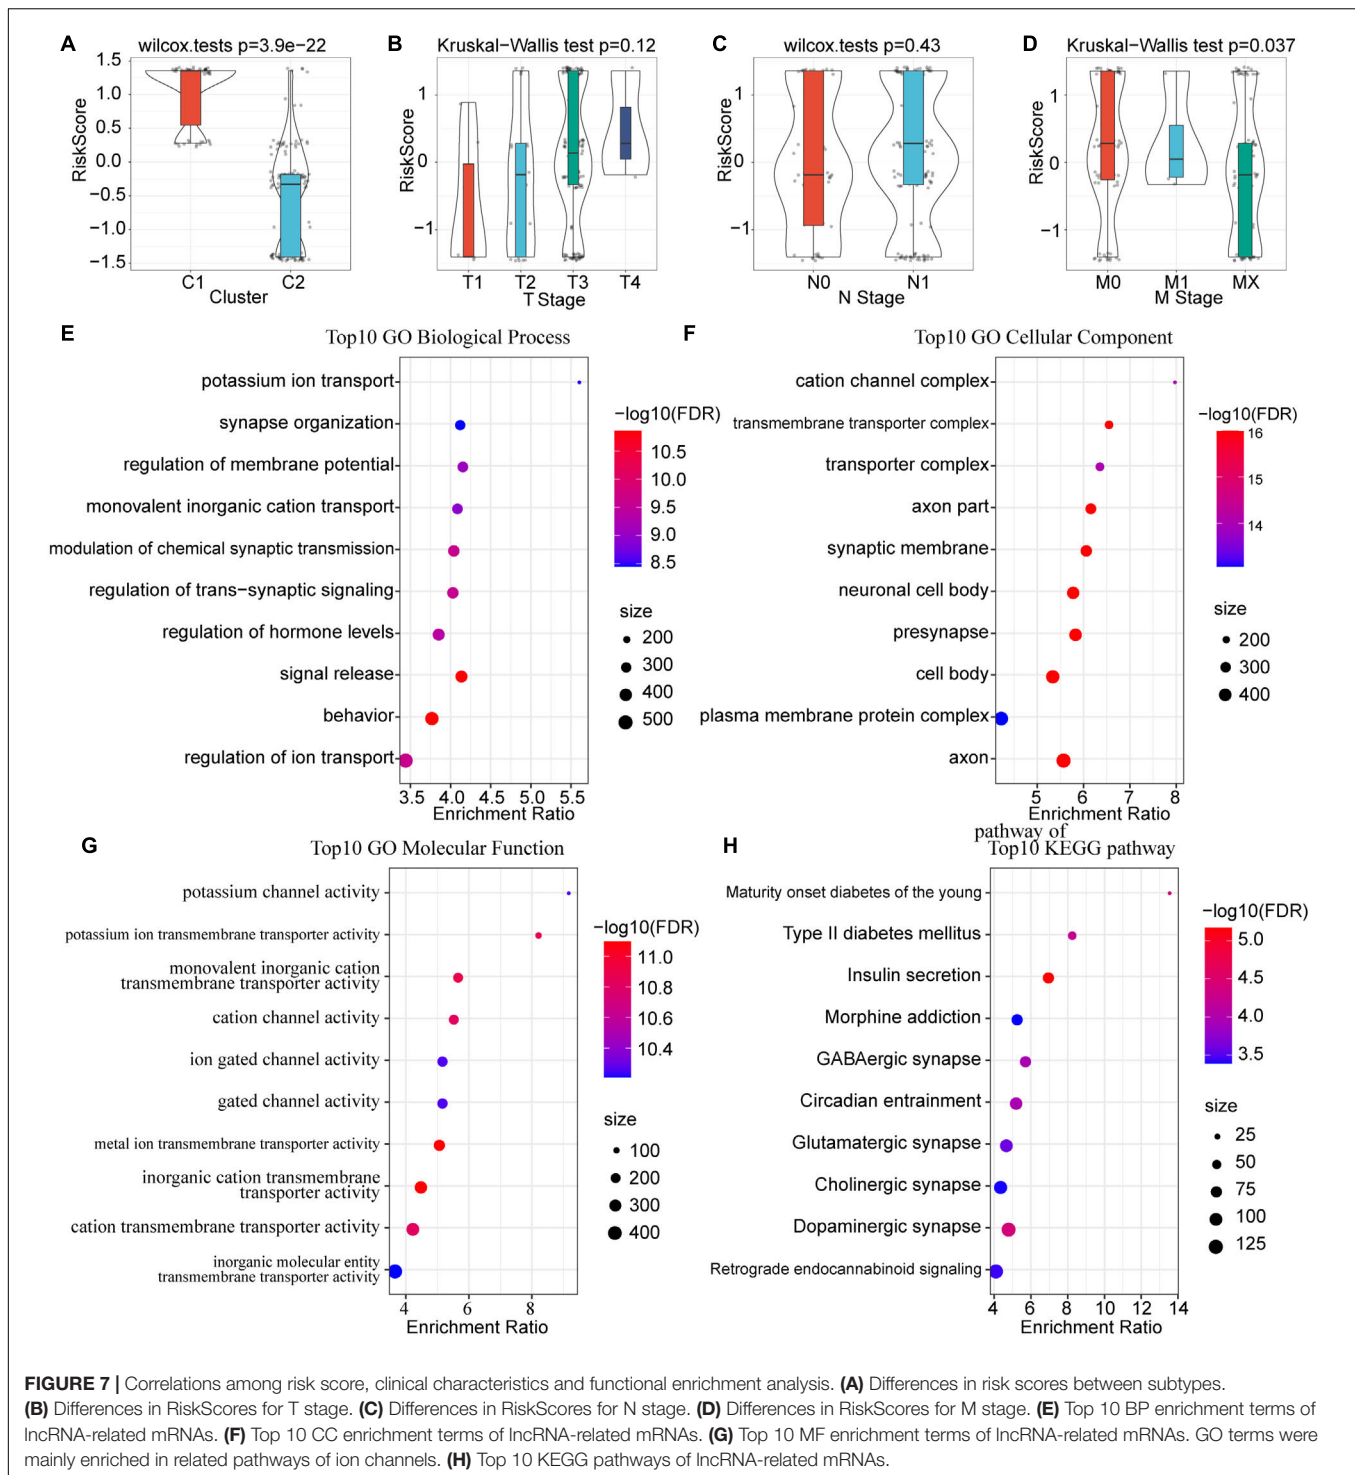 A
wilcox.tests p=3.9e−22
RiskScore
1.5
1.0
0.5
0.0
−0.5
−1.0
−1.5
C1
C2
Cluster
B
Kruskal−Wallis test p=0.12
RiskScore
1
0
−1
T1
T2
T3
T4
T Stage
C
wilcox.tests p=0.43
RiskScore
1
0
−1
N0
N1
N Stage
D
Kruskal−Wallis test p=0.037
RiskScore
1
0
−1
M0
M1
MX
M Stage
E
Top10 GO Biological Process
potassium ion transport
synapse organization
regulation of membrane potential
monovalent inorganic cation transport
modulation of chemical synaptic transmission
regulation of trans−synaptic signaling
regulation of hormone levels
signal release
behavior
regulation of ion transport
3.5
4.0
4.5
5.0
5.5
Enrichment Ratio
−log10(FDR)
10.5
10.0
9.5
9.0
8.5
size
200
300
400
500
F
Top10 GO Cellular Component
cation channel complex
transmembrane transporter complex
transporter complex
axon part
synaptic membrane
neuronal cell body
presynapse
cell body
plasma membrane protein complex
axon
5
6
7
8
Enrichment Ratio
−log10(FDR)
16
15
14
size
200
300
400
G
Top10 GO Molecular Function
potassium channel activity
potassium ion transmembrane transporter activity
monovalent inorganic cation
transmembrane transporter activity
cation channel activity
ion gated channel activity
gated channel activity
metal ion transmembrane transporter activity
inorganic cation transmembrane
transporter activity
cation transmembrane transporter activity
inorganic molecular entity
transmembrane transporter activity
4
6
8
Enrichment Ratio
−log10(FDR)
11.0
10.8
10.6
10.4
size
100
200
300
400
H
pathway of
Top10 KEGG pathway
Maturity onset diabetes of the young
Type II diabetes mellitus
Insulin secretion
Morphine addiction
GABAergic synapse
Circadian entrainment
Glutamatergic synapse
Cholinergic synapse
Dopaminergic synapse
Retrograde endocannabinoid signaling
4
6
8
10
12
14
Enrichment Ratio
−log10(FDR)
5.0
4.5
4.0
3.5
size
25
50
75
100
125
FIGURE 7 | Correlations among risk score, clinical characteristics and functional enrichment analysis. (A) Differences in risk scores between subtypes.
(B) Differences in RiskScores for T stage. (C) Differences in RiskScores for N stage. (D) Differences in RiskScores for M stage. (E) Top 10 BP enrichment terms of
lncRNA-related mRNAs. (F) Top 10 CC enrichment terms of lncRNA-related mRNAs. (G) Top 10 MF enrichment terms of lncRNA-related mRNAs. GO terms were
mainly enriched in related pathways of ion channels. (H) Top 10 KEGG pathways of lncRNA-related mRNAs.